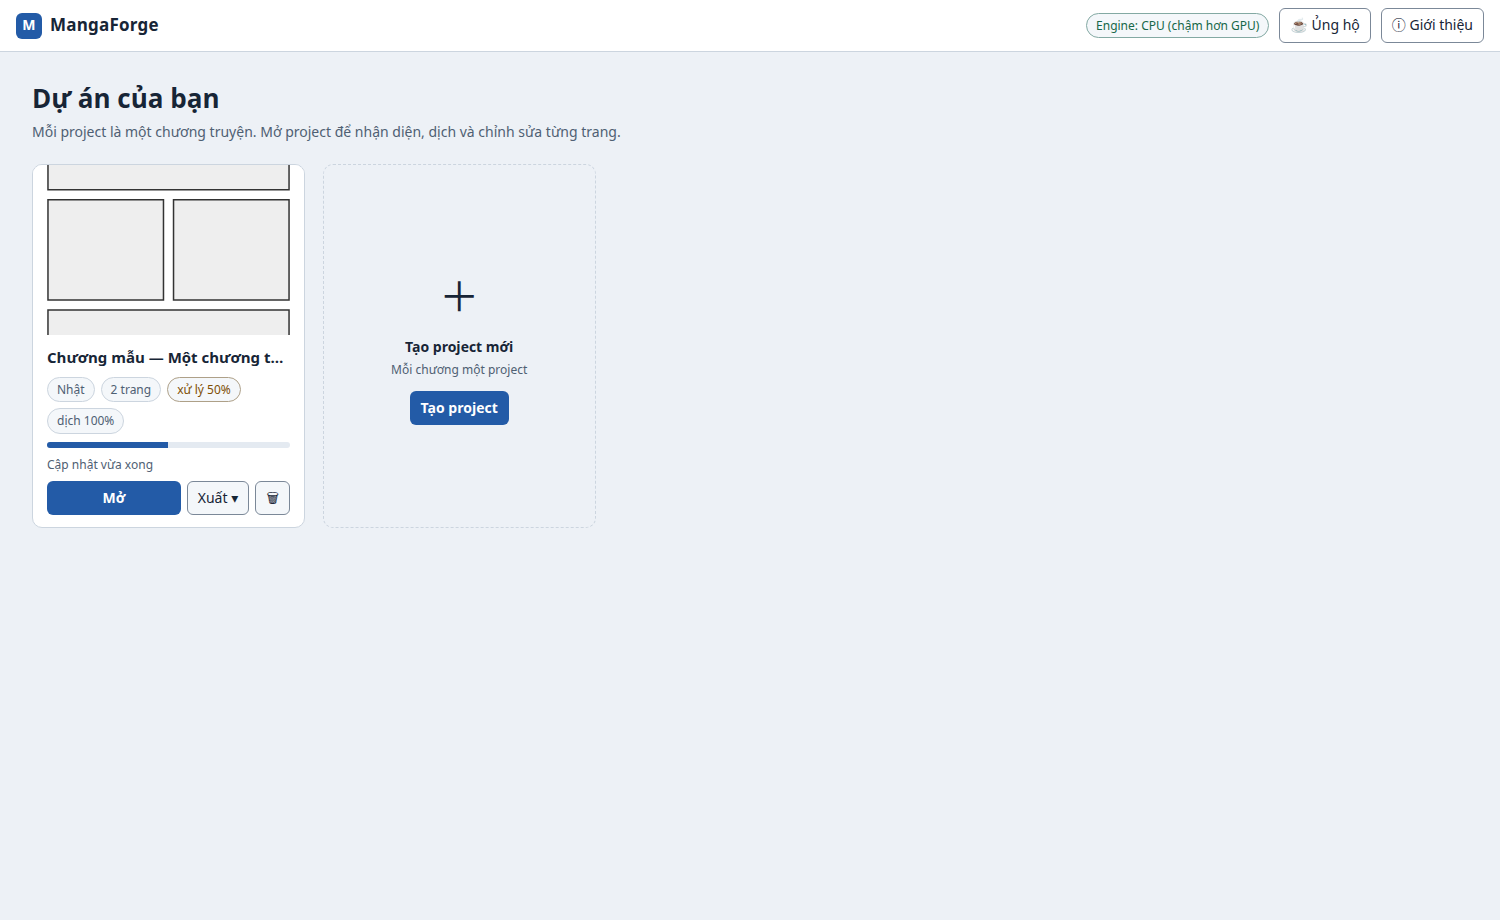 M MangaForge
Engine: CPU (chậm hơn GPU)
☕ Ủng hộ
ⓘ Giới thiệu
Dự án của bạn
Mỗi project là một chương truyện. Mở project để nhận diện, dịch và chỉnh sửa từng trang.
Chương mẫu — Một chương t...
Nhật
2 trang
xử lý 50%
dịch 100%
Cập nhật vừa xong
Mở
Xuất ▾
Tạo project mới
Mỗi chương một project
Tạo project